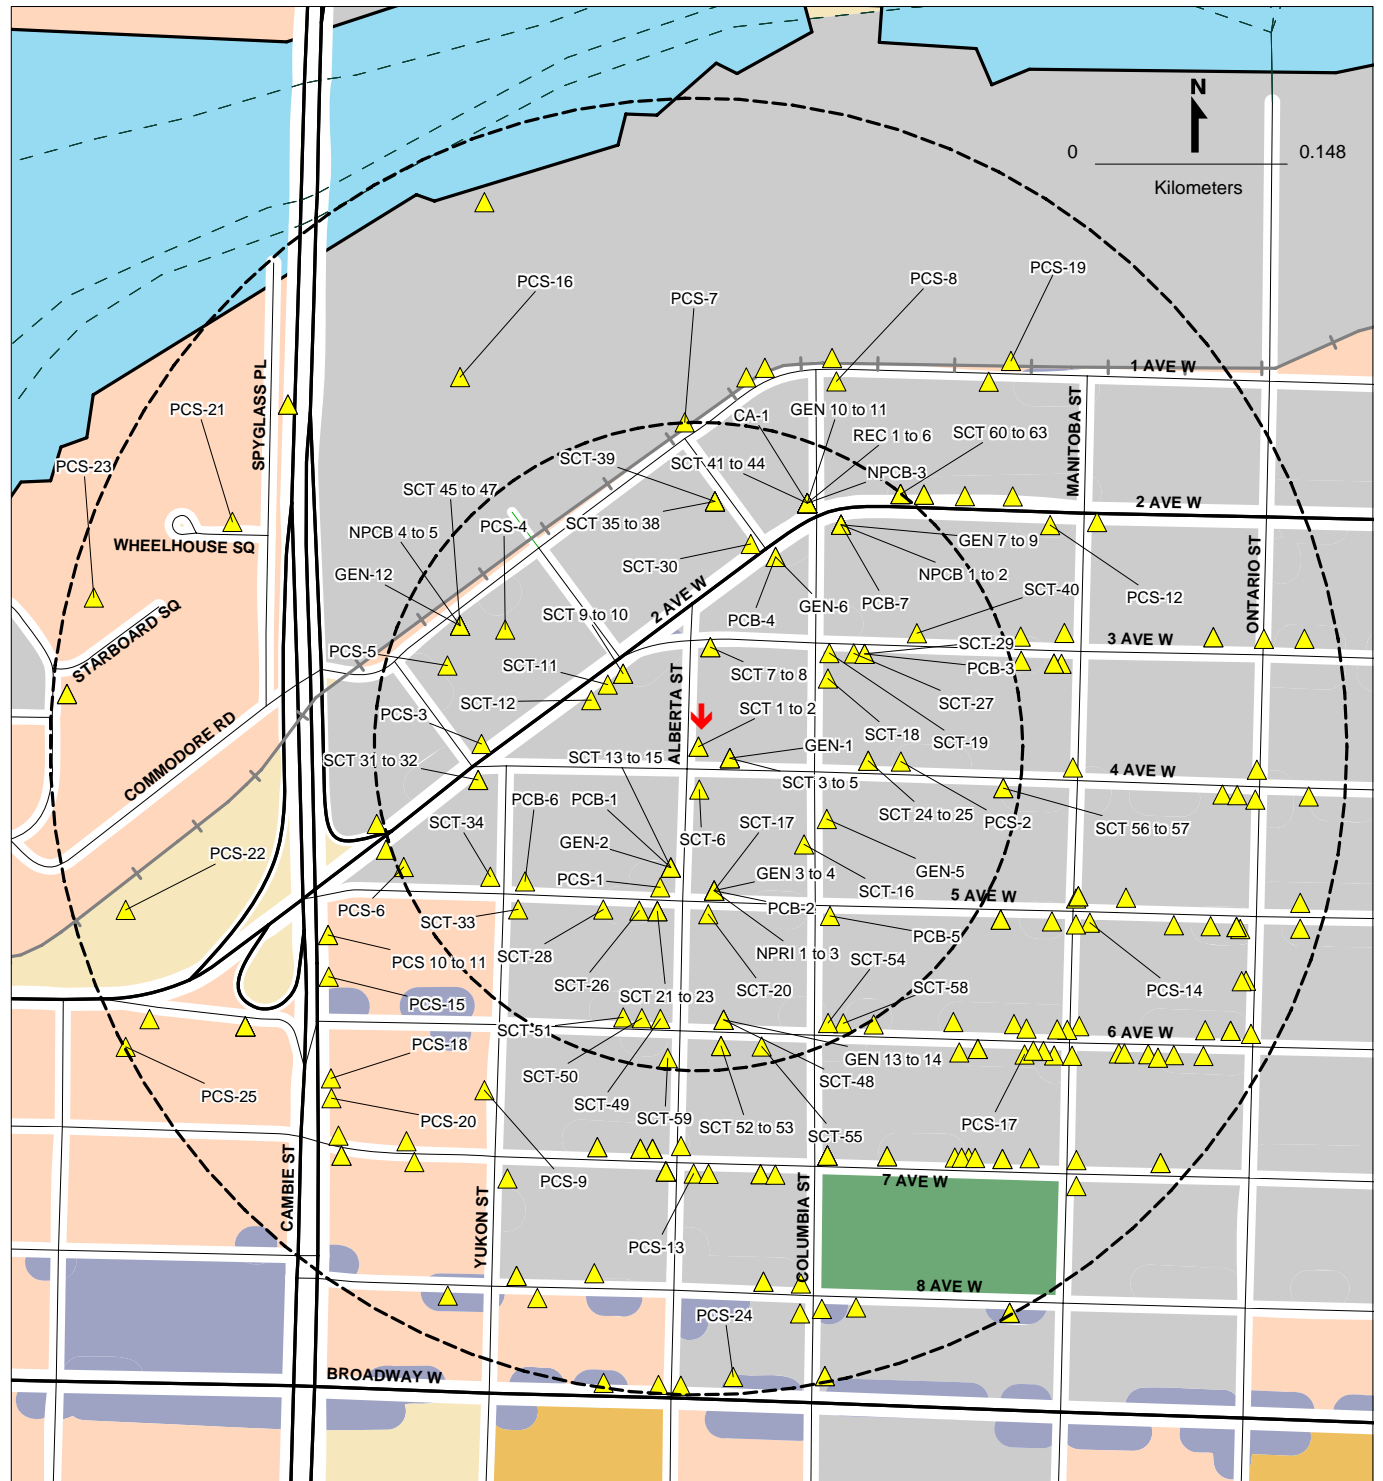 N
0
0.148
Kilometers
PCS-16
PCS-7
PCS-8
PCS-19
1 AVE W
SPYGLASS PL
PCS-21
MANITOBA ST
CA-1
GEN 10 to 11
REC 1 to 6
SCT 60 to 63
PCS-23
SCT-39
SCT 41 to 44
NPCB-3
SCT 45 to 47
2 AVE W
NPCB 4 to 5
PCS-4
SCT 35 to 38
WHEELHOUSE SQ
GEN 7 to 9
ONTARIO ST
GEN-12
SCT-30
NPCB 1 to 2
SCT-40
2 AVE W
PCB-4
GEN-6
PCB-7
PCS-12
STARBOARD SQ
SCT 9 to 10
3 AVE W
PCS-5
SCT-11
SCT-29
PCB-3
SCT 7 to 8
SCT-12
SCT-27
ALBERTA ST
SCT 1 to 2
PCS-3
SCT-18
SCT-19
COMMODORE RD
SCT 31 to 32
SCT 13 to 15
GEN-1
4 AVE W
SCT 3 to 5
PCB-6
PCB-1
SCT-34
SCT-17
SCT 24 to 25
PCS-2
SCT 56 to 57
SCT-6
GEN-2
PCS-22
PCS-1
GEN 3 to 4
GEN-5
SCT-16
5 AVE W
PCS-6
PCB-2
SCT-33
PCB-5
SCT-28
NPRI 1 to 3
PCS 10 to 11
SCT-54
SCT-26
SCT-20
SCT-58
PCS-14
SCT 21 to 23
PCS-15
SCT-51
6 AVE W
PCS-18
GEN 13 to 14
SCT-50
SCT-48
PCS-25
SCT-49
SCT-59
PCS-20
SCT 52 to 53
PCS-17
SCT-55
CAMBIE ST
PCS-9
7 AVE W
YUKON ST
COLUMBIA ST
PCS-13
8 AVE W
PCS-24
BROADWAY W